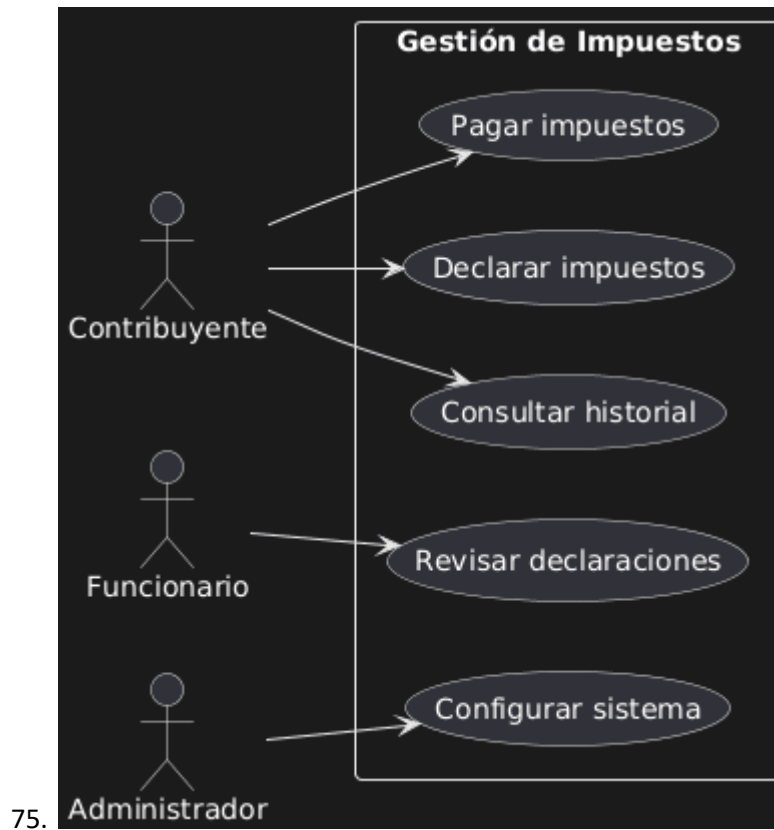 Gestión de Impuestos
Pagar impuestos
Declarar impuestos
Contribuyente
Consultar historial
Revisar declaraciones
Funcionario
Configurar sistema
75.
Administrador